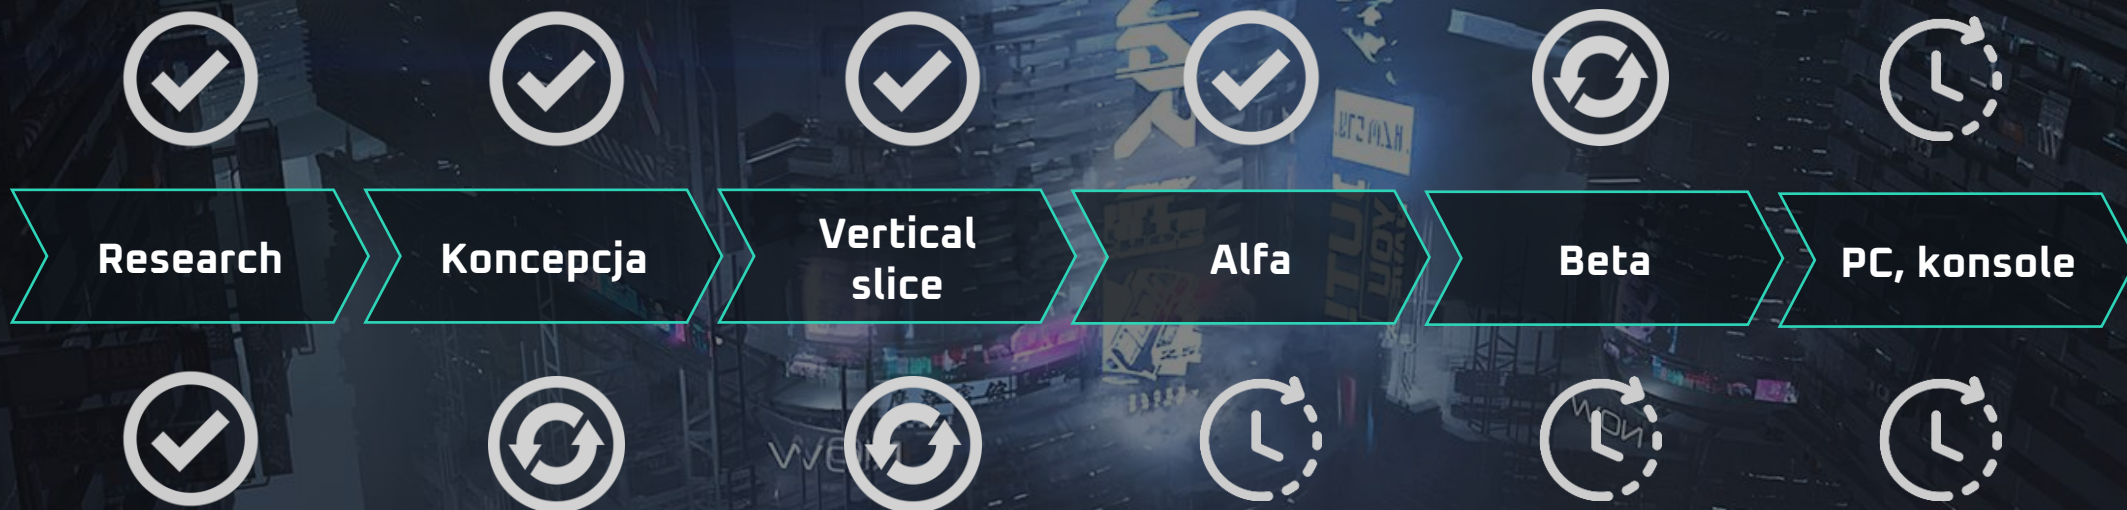 Research
Koncepcja
Vertical
slice
Alfa
Beta
PC, konsole